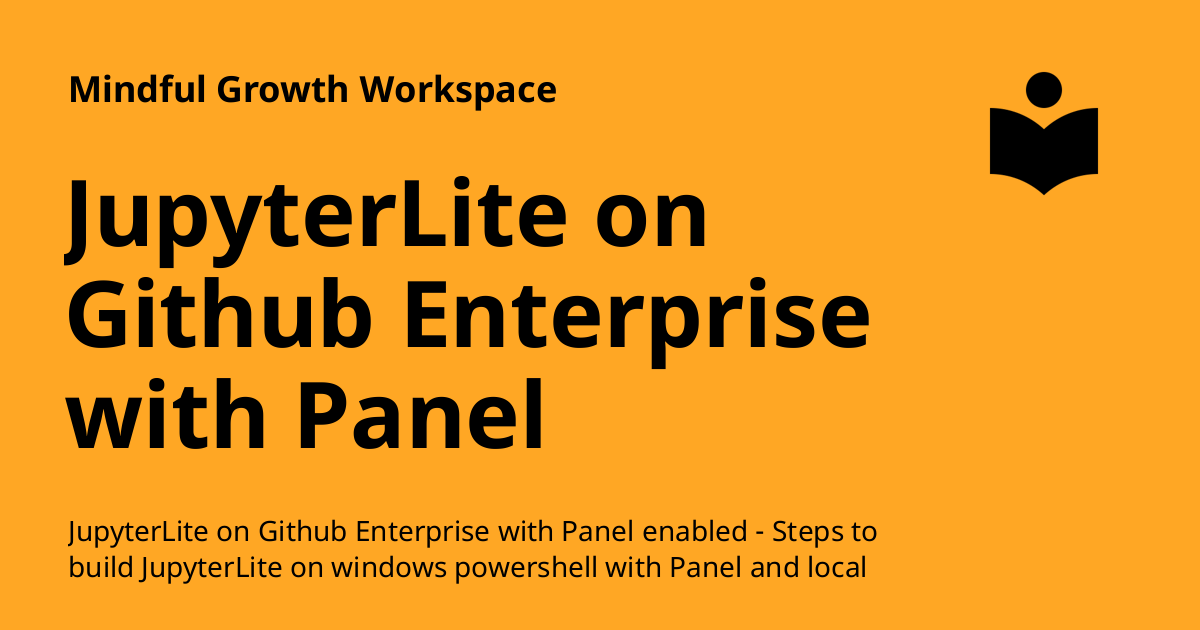 Mindful Growth Workspace
JupyterLite on
Github Enterprise
with Panel
JupyterLite on Github Enterprise with Panel enabled - Steps to
build JupyterLite on windows powershell with Panel and local